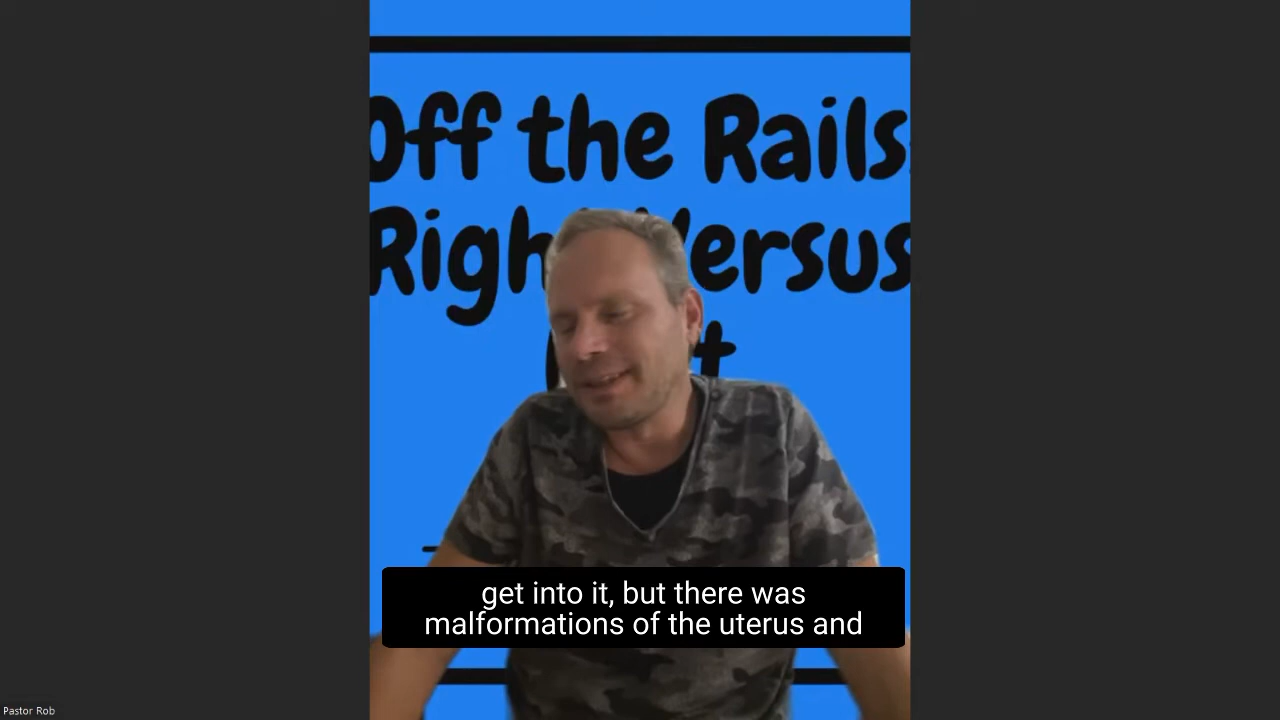 Off the Rails
Versus
get into it, but there was
malformations of the uterus and
Pastor Rob